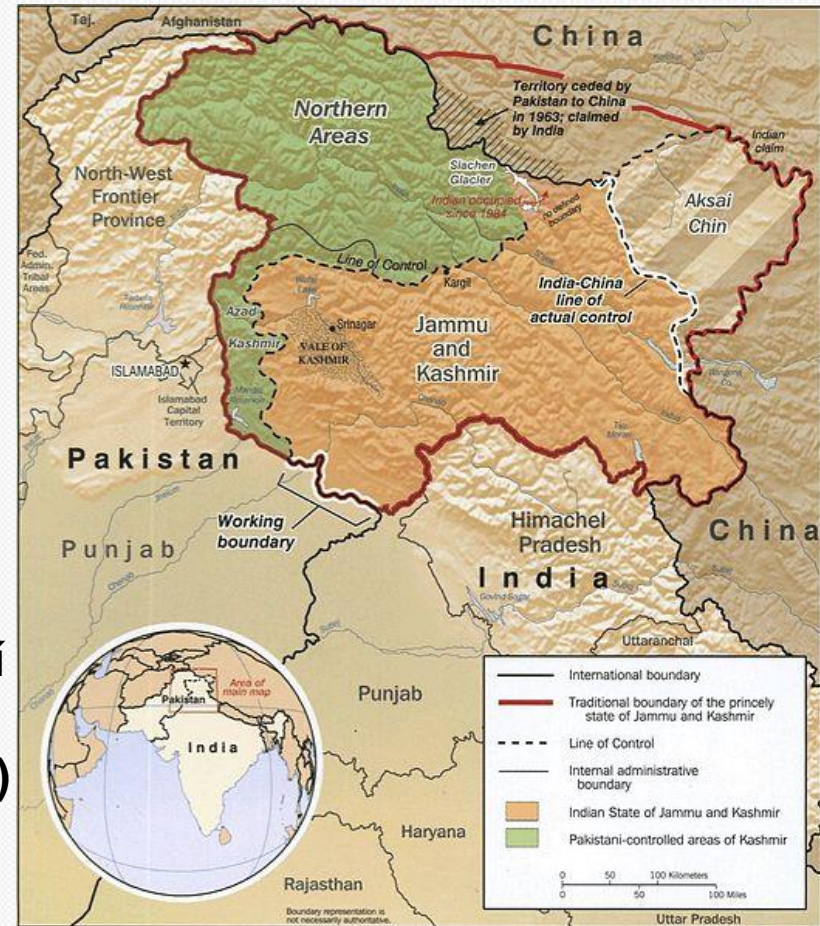 Taj.
Afghanistan
China
Northern
Areas
Territory ceded by
Pakistan to China
in 1963; claimed
by India
Indian
claim
North-West
Frontier
Province
Siachen
Glacier
Indian occupied
since 1984
no defined
boundary
Aksai
Chin
Fed.
Admin.
Tribal
Areas
Line of Control
Kargil
India-China
line of
actual control
Azad
Kashmir
Srinagar
VALE OF
KASHMIR
Jammu
and
Kashmir
ISLAMABAD
Islamabad
Capital
Territory
Pakistan
Working
boundary
Punjab
Himachel
Pradesh
China
India
Uttaranchal
í
)
Area of
main map
Pakistan
India
Punjab
Haryana
Rajasthan
Boundary representation is
not necessarily authoritative.
International boundary
Traditional boundary of the princely
state of Jammu and Kashmir
Line of Control
Internal administrative
boundary
Indian State of Jammu and Kashmir
Pakistani-controlled areas of Kashmir
0 50 100 Kilometers
0 50 100 Miles
Uttar Pradesh